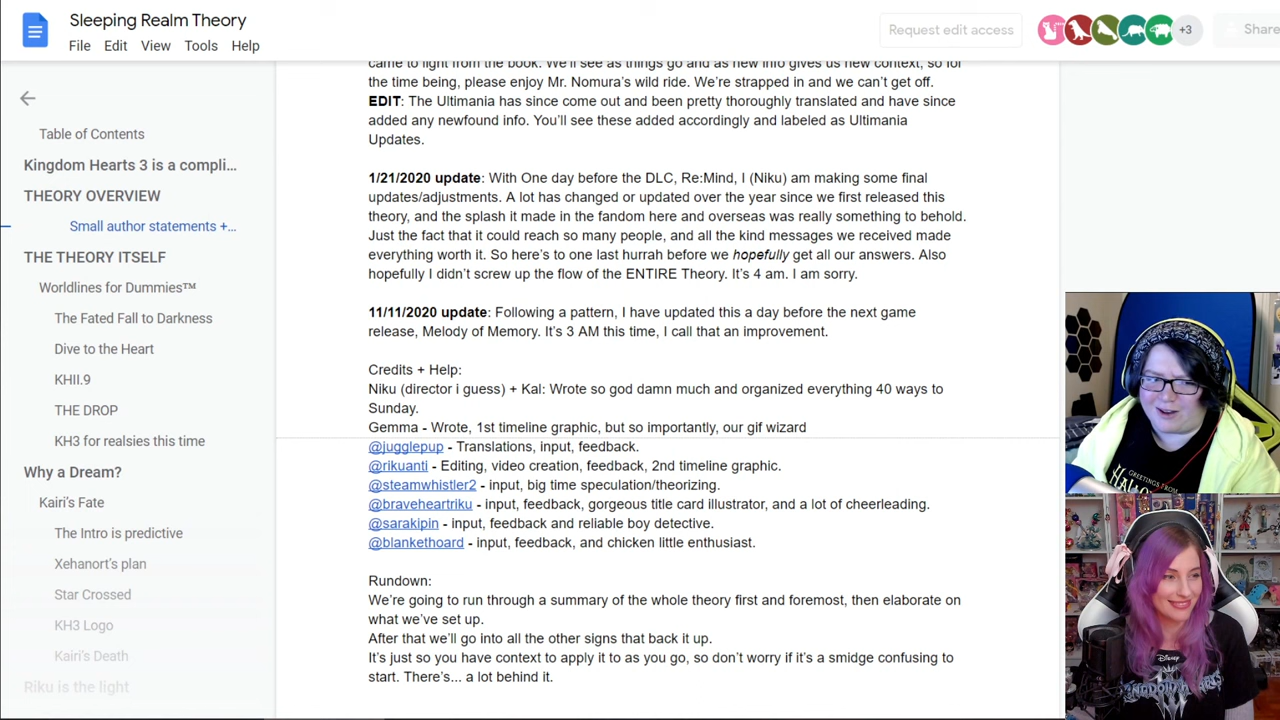 Sleeping Realm Theory
File Edit View Tools Help
Request edit access
+3
Share
Table of Contents
Kingdom Hearts 3 is a compli...
THEORY OVERVIEW
Small author statements +...
THE THEORY ITSELF
Worldlines for Dummies™
The Fated Fall to Darkness
Dive to the Heart
KHII.9
THE DROP
KH3 for realsies this time
Why a Dream?
Kairi's Fate
The Intro is predictive
Xehanort's plan
Star Crossed
KH3 Logo
Kairi's Death
Riku is the light
came to light from the book. We'll see as things go and as new info gives us new context, so for
the time being, please enjoy Mr. Nomura's wild ride. We're strapped in and we can't get off.
EDIT: The Ultimania has since come out and been pretty thoroughly translated and have since
added any newfound info. You'll see these added accordingly and labeled as Ultimania
Updates.
1/21/2020 update: With One day before the DLC, Re:Mind, I (Niku) am making some final
updates/adjustments. A lot has changed or updated over the year since we first released this
theory, and the splash it made in the fandom here and overseas was really something to behold.
Just the fact that it could reach so many people, and all the kind messages we received made
everything worth it. So here's to one last hurrah before we hopefully get all our answers. Also
hopefully I didn't screw up the flow of the ENTIRE Theory. It's 4 am. I am sorry.
11/11/2020 update: Following a pattern, I have updated this a day before the next game
release, Melody of Memory. It's 3 AM this time, I call that an improvement.
Credits + Help:
Niku (director i guess) + Kal: Wrote so god damn much and organized everything 40 ways to
Sunday.
Gemma - Wrote, 1st timeline graphic, but so importantly, our gif wizard
@jugglepup - Translations, input, feedback.
@rikuanti - Editing, video creation, feedback, 2nd timeline graphic.
@steamwhistler2 - input, big time speculation/theorizing.
@braveheartriku - input, feedback, gorgeous title card illustrator, and a lot of cheerleading.
@sarakipin - input, feedback and reliable boy detective.
@blankethoard - input, feedback, and chicken little enthusiast.
Rundown:
We're going to run through a summary of the whole theory first and foremost, then elaborate on
what we've set up.
After that we'll go into all the other signs that back it up.
It's just so you have context to apply it to as you go, so don't worry if it's a smidge confusing to
start. There's... a lot behind it.
GREETINGS FROM
Disney
KINGDOM HEARTS